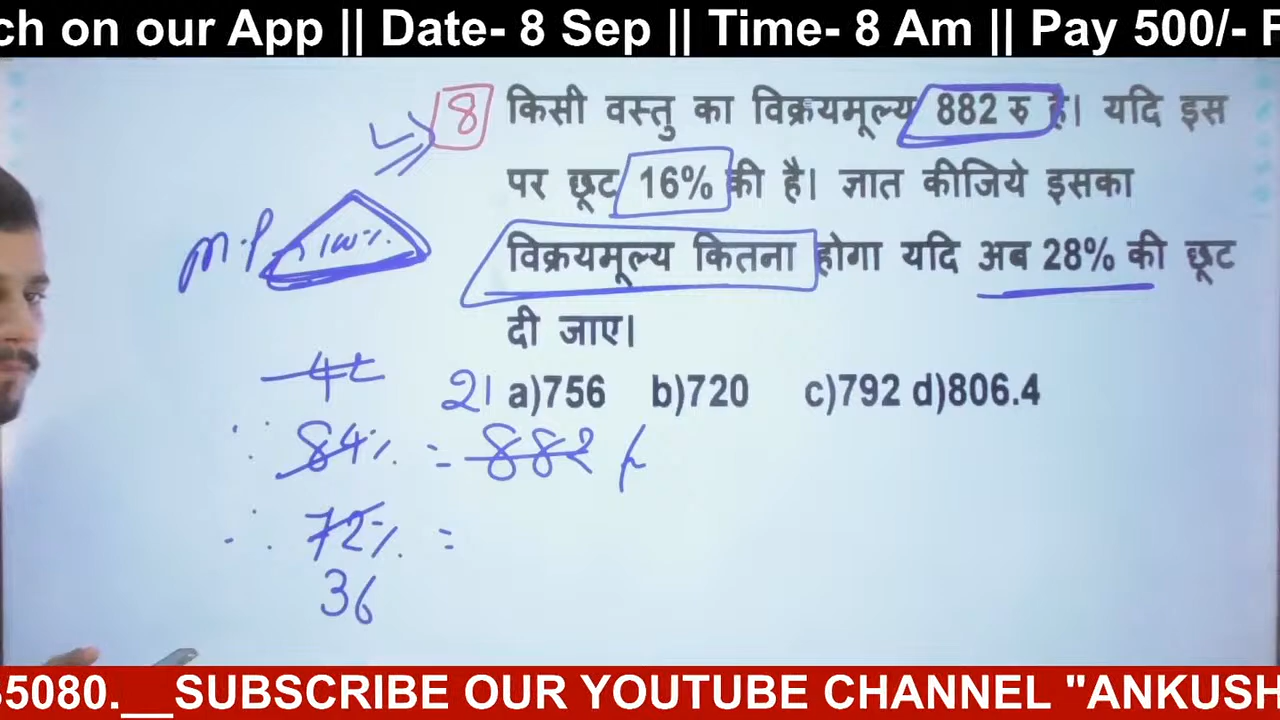 ch on our App || Date- 8 Sep || Time- 8 Am || Pay 500/- F
8 किसी वस्तु का विक्रयमूल्य 882 रु है। यदि इस
पर छूट 16% की है। ज्ञात कीजिये इसका
M.P 100%
विक्रयमूल्य कितना होगा यदि अब 28% की छूट
दी जाए।
42 21
a)756 b)720 c)792 d)806.4
∵ 84% = 882
∴ 72% =
36
65080.__SUBSCRIBE OUR YOUTUBE CHANNEL "ANKUSH